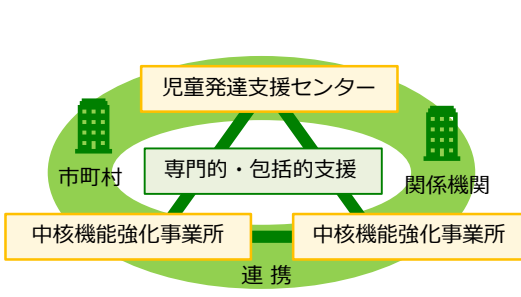 児童発達支援センター
専門的・包括的支援
市町村
関係機関
中核機能強化事業所
中核機能強化事業所
連 携